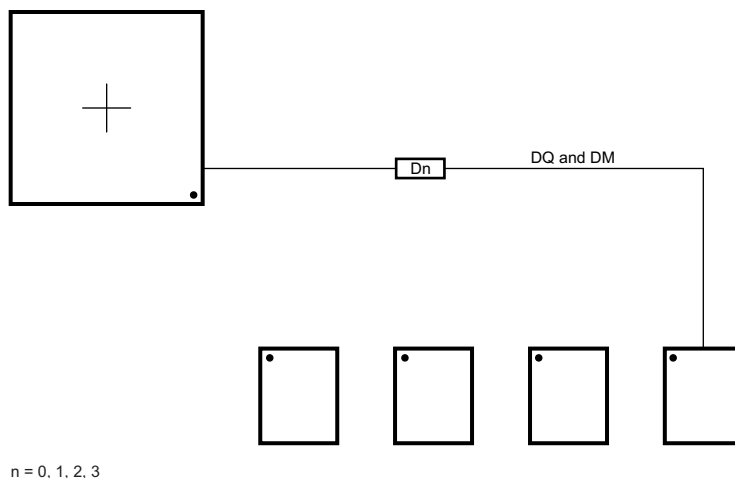 DQ and DM
Dn
n = 0, 1, 2, 3